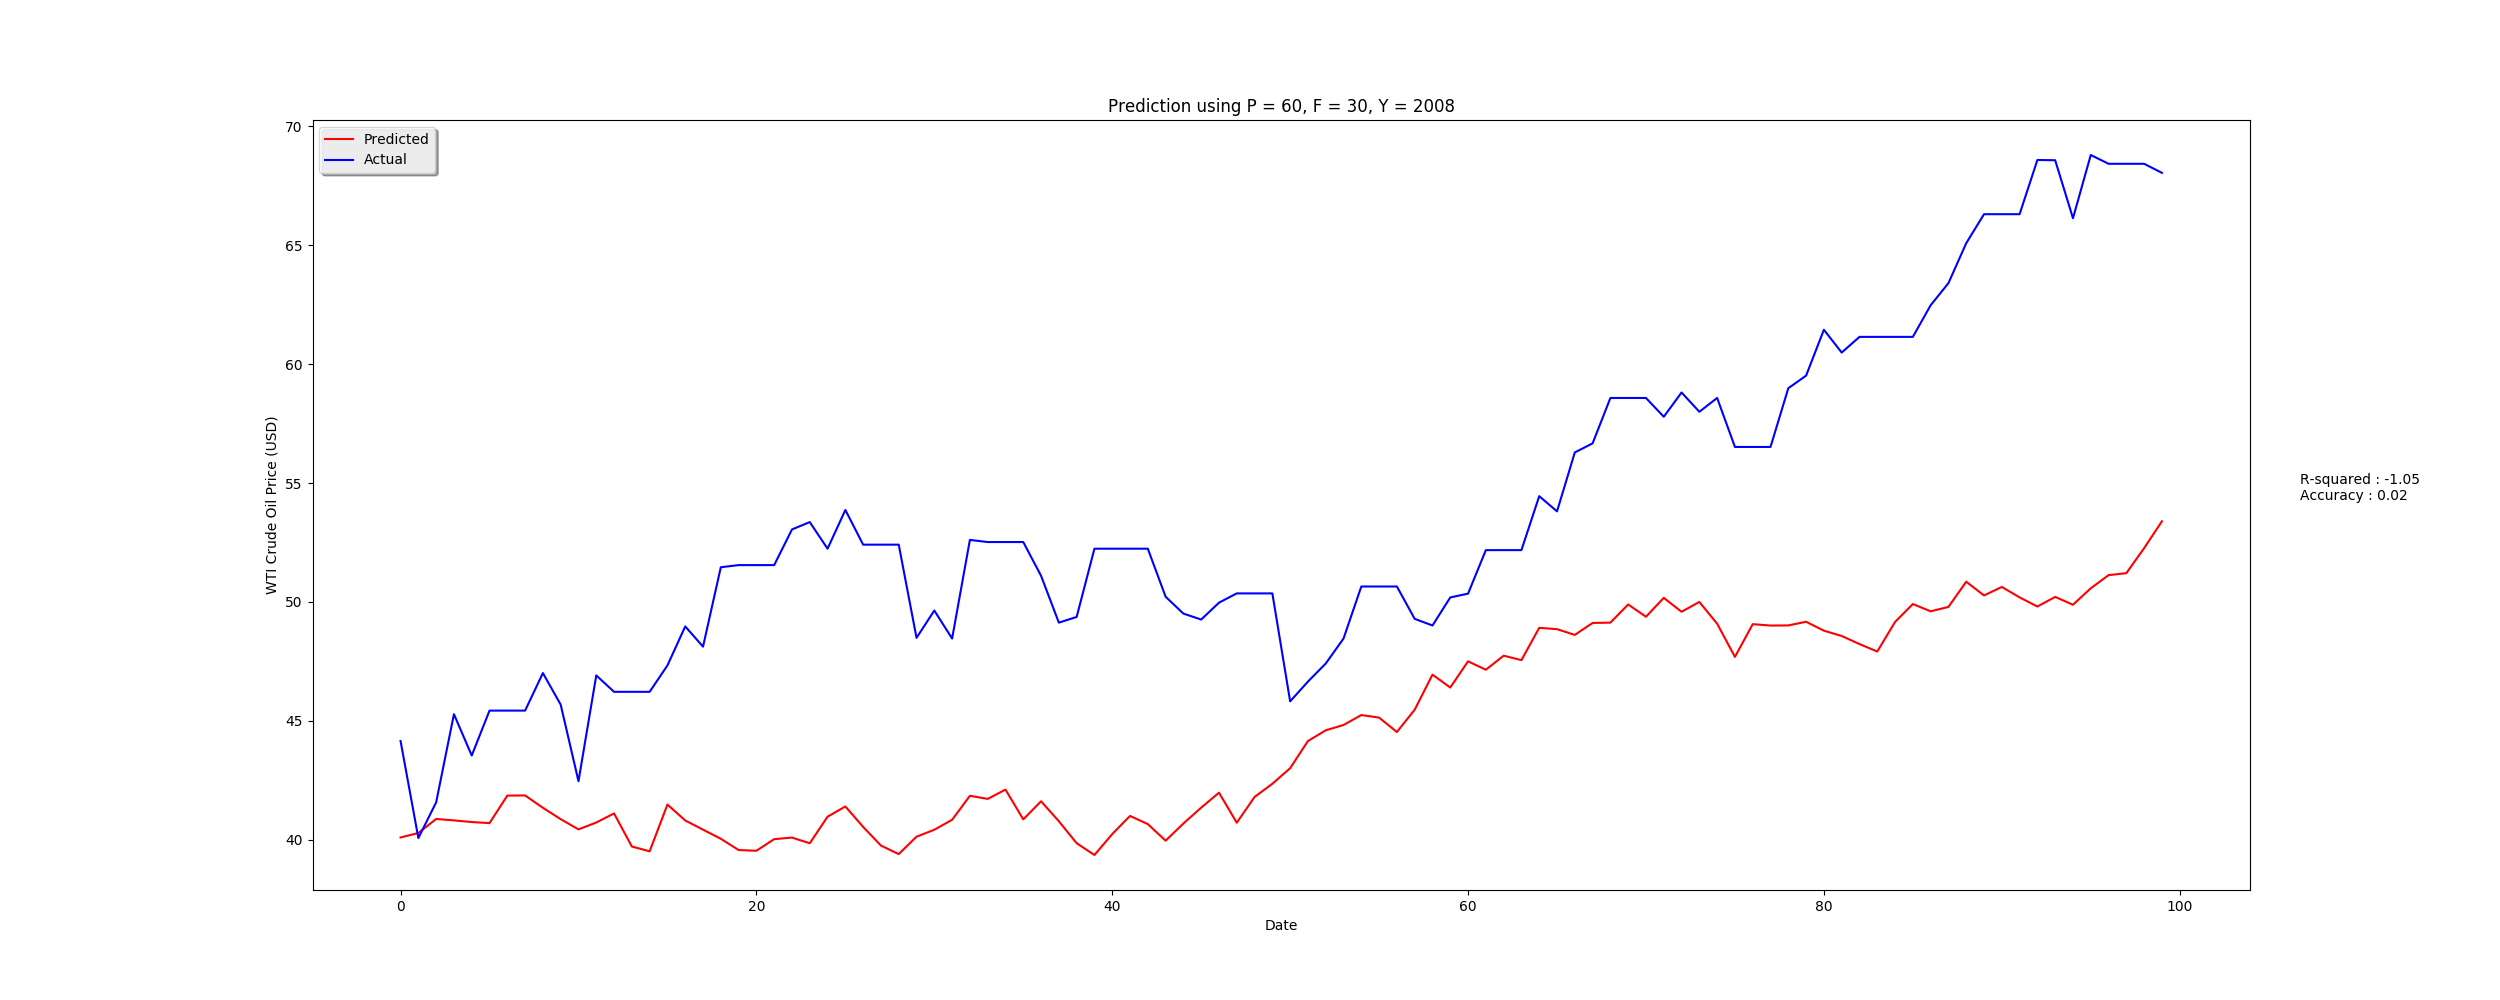 Prediction using P = 60, F = 30, Y = 2008
Predicted
Actual
70
65
60
55
50
45
40
WTI Crude Oil Price (USD)
0
20
40
60
80
100
Date
R-squared : -1.05
Accuracy : 0.02